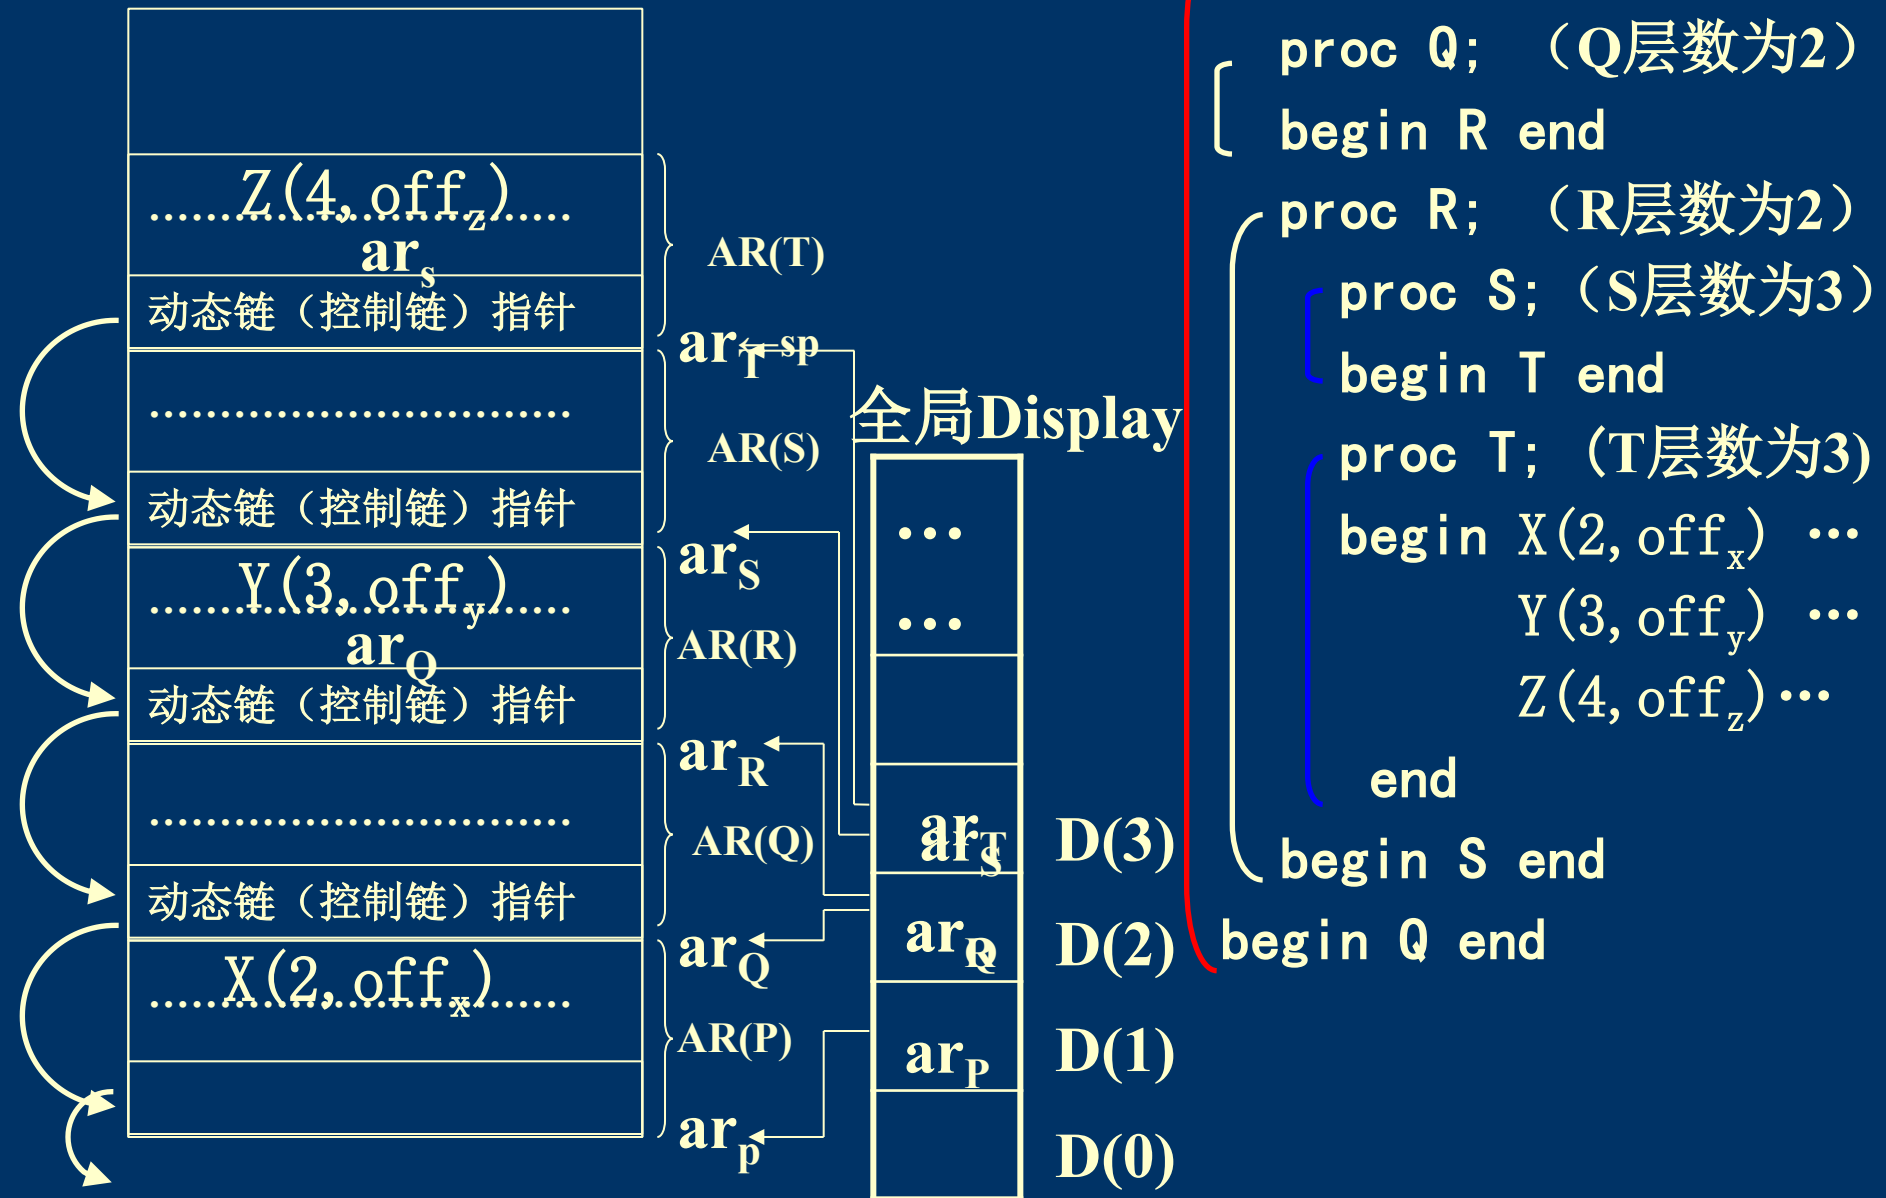 Z(4,off_z)
..............................
ar_s
动态链（控制链）指针
..............................
动态链（控制链）指针
Y(3,off_y)
..............................
ar_Q
动态链（控制链）指针
..............................
动态链（控制链）指针
X(2,off_x)
..............................
AR(T)
ar_T
sp
AR(S)
ar_S
AR(R)
ar_R
AR(Q)
ar_Q
AR(P)
ar_p
全局Display
...
...
ar_T
ar_S
D(3)
ar_R
ar_Q
D(2)
ar_P
D(1)
D(0)
proc Q; （Q层数为2）
begin R end
proc R; （R层数为2）
proc S;（S层数为3）
begin T end
proc T; (T层数为3)
begin X(2,off_x) …
Y(3,off_y) …
Z(4,off_z)…
end
begin S end
begin Q end